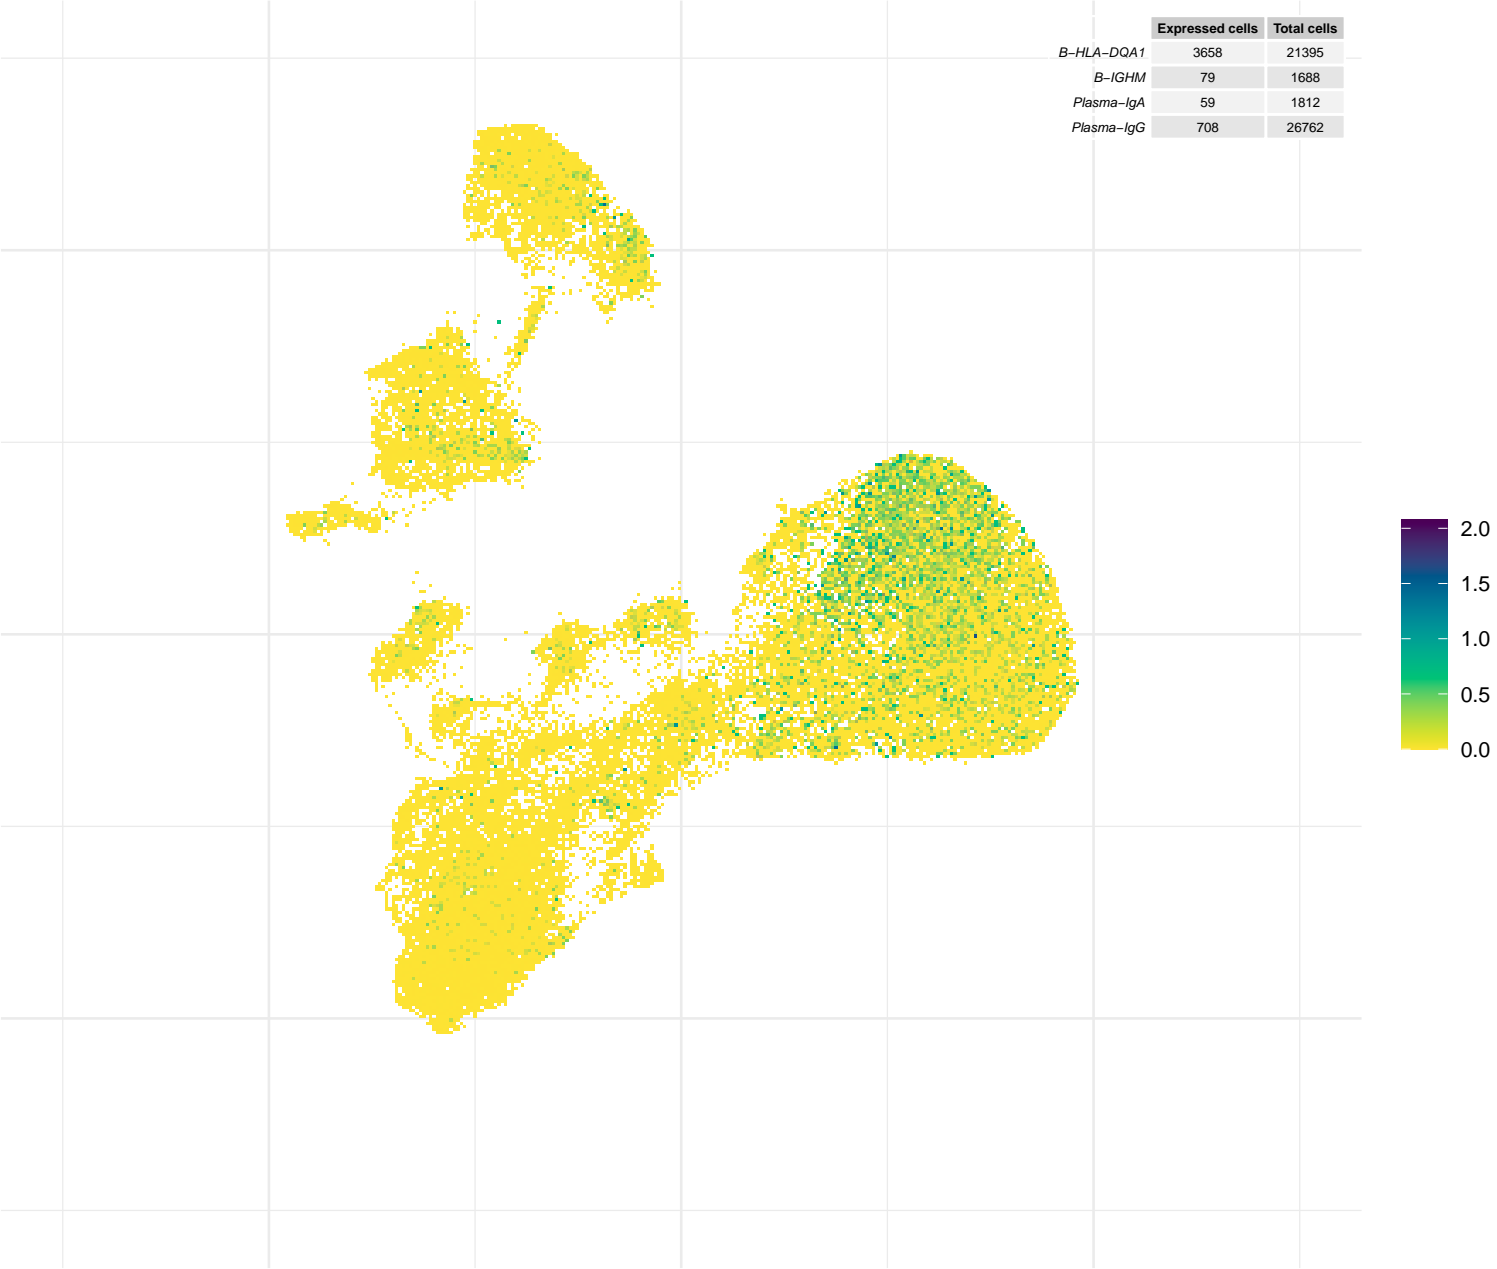 Expressed cells Total cells
B−HLA−DQA1 3658 21395
B−IGHM 79 1688
Plasma−IgA 59 1812
Plasma−IgG 708 26762
2.0
1.5
1.0
0.5
0.0